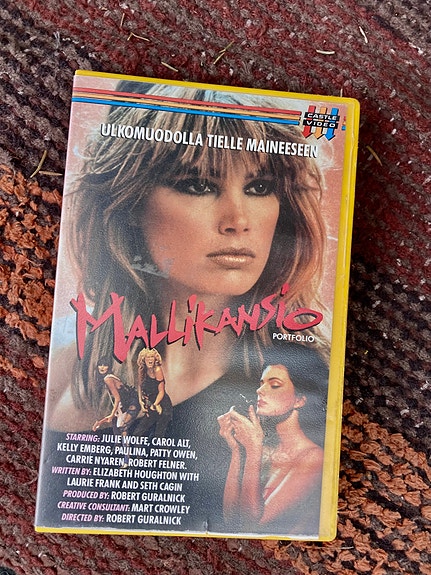 CASTLE
VIDEO
ULKOMUODOLLA TIELLE MAINEESEEN
MALLIKANSIO
PORTFOLIO
STARRING: JULIE WOLFE, CAROL ALT,
KELLY EMBERG, PAULINA, PATTY OWEN,
CARRIE NYAREN, ROBERT FELNER.
WRITTEN BY: ELIZABETH HOUGHTON WITH
LAURIE FRANK AND SETH CAGIN
PRODUCED BY: ROBERT GURALNICK
CREATIVE CONSULTANT: MART CROWLEY
DIRECTED BY: ROBERT GURALNICK